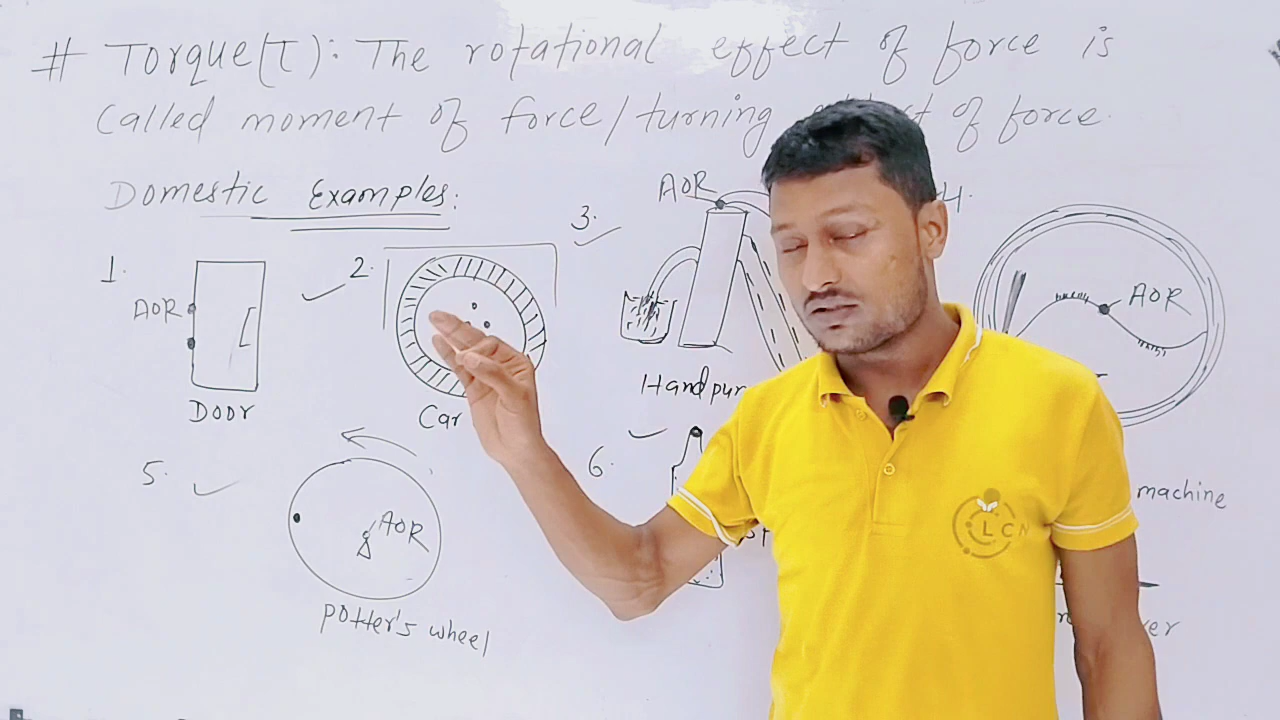 # Torque(τ): The rotational effect of force is
called moment of force/turning of force.
Domestic Examples:
1.
AOR
Door
2.
Car
3.
AOR
4.
AOR
machine
5.
AOR
potter's wheel
6.
LCN